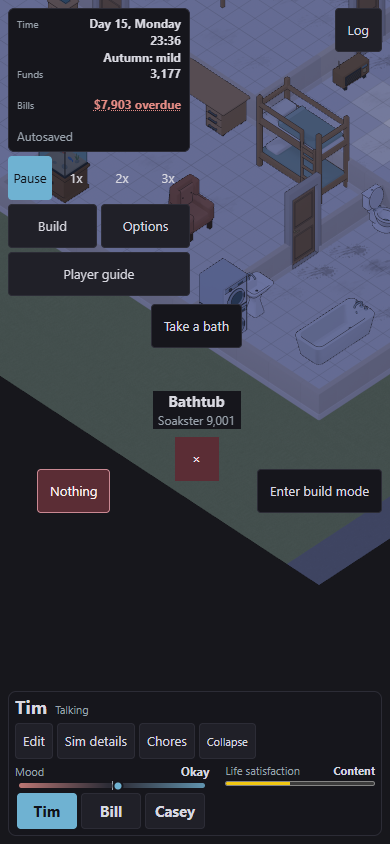 Time Day 15, Monday
23:36
Autumn: mild
Funds 3,177
Bills $7,903 overdue
Autosaved
Log
Pause 1x 2x 3x
Build Options
Player guide
Take a bath
Bathtub
Soakster 9,001
×
Nothing Enter build mode
Tim Talking
Edit Sim details Chores Collapse
Mood Okay Life satisfaction Content
Tim Bill Casey